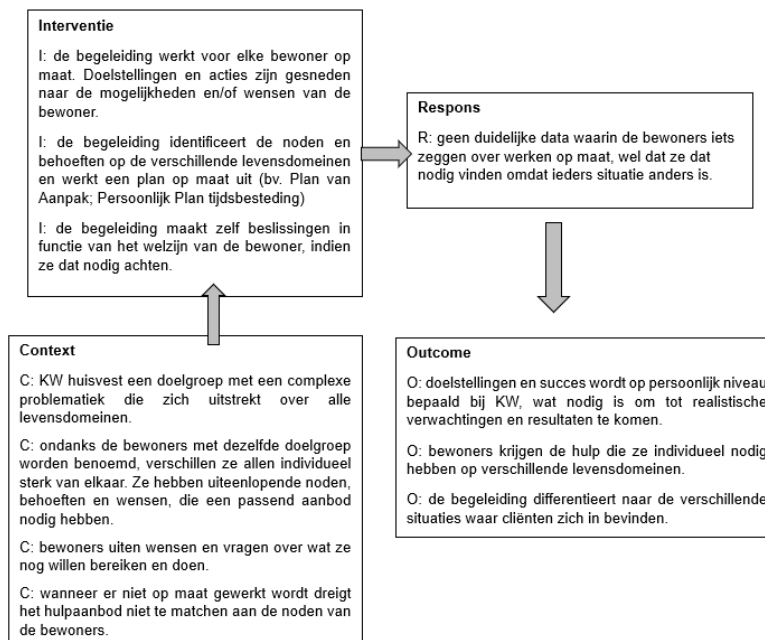 Interventie
I: de begeleiding werkt voor elke bewoner op
maat. Doelstellingen en acties zijn gesneden
naar de mogelijkheden en/of wensen van de
bewoner.
I: de begeleiding identificeert de noden en
behoeften op de verschillende levensdomeinen
en werkt een plan op maat uit (bv. Plan van
Aanpak; Persoonlijk Plan tijdsbesteding)
I: de begeleiding maakt zelf beslissingen in
functie van het welzijn van de bewoner, indien
ze dat nodig achten.
Respons
R: geen duidelijke data waarin de bewoners iets
zeggen over werken op maat, wel dat ze dat
nodig vinden omdat ieders situatie anders is.
Context
C: KW huisvest een doelgroep met een complexe
problematiek die zich uitstrekt over alle
levensdomeinen.
C: ondanks de bewoners met dezelfde doelgroep
worden benoemd, verschillen ze allen individueel
sterk van elkaar. Ze hebben uiteenlopende noden,
behoeften en wensen, die een passend aanbod
nodig hebben.
C: bewoners uiten wensen en vragen over wat ze
nog willen bereiken en doen.
C: wanneer er niet op maat gewerkt wordt dreigt
het hulpaanbod niet te matchen aan de noden van
de bewoners.
Outcome
O: doelstellingen en succes wordt op persoonlijk niveau
bepaald bij KW, wat nodig is om tot realistische
verwachtingen en resultaten te komen.
O: bewoners krijgen de hulp die ze individueel nodig
hebben op verschillende levensdomeinen.
O: de begeleiding differentieert naar de verschillende
situaties waar cliënten zich in bevinden.